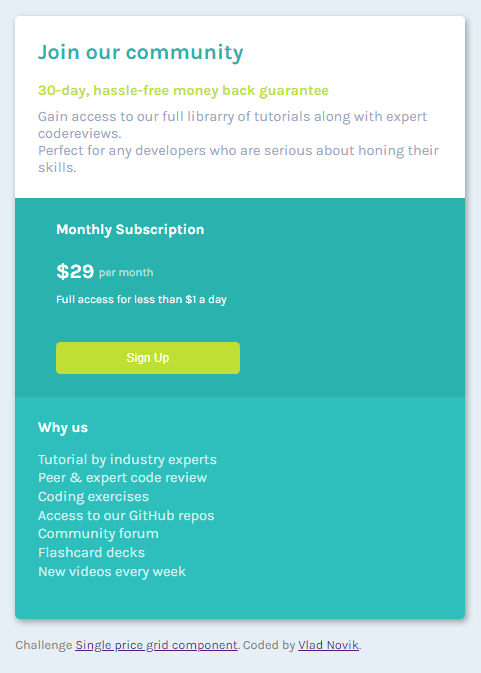 Join our community
30-day, hassle-free money back guarantee
Gain access to our full librarry of tutorials along with expert
codereviews.
Perfect for any developers who are serious about honing their
skills.
Monthly Subscription
$29 per month
Full access for less than $1 a day
Sign Up
Why us
Tutorial by industry experts
Peer & expert code review
Coding exercises
Access to our GitHub repos
Community forum
Flashcard decks
New videos every week
Challenge Single price grid component. Coded by Vlad Novik.